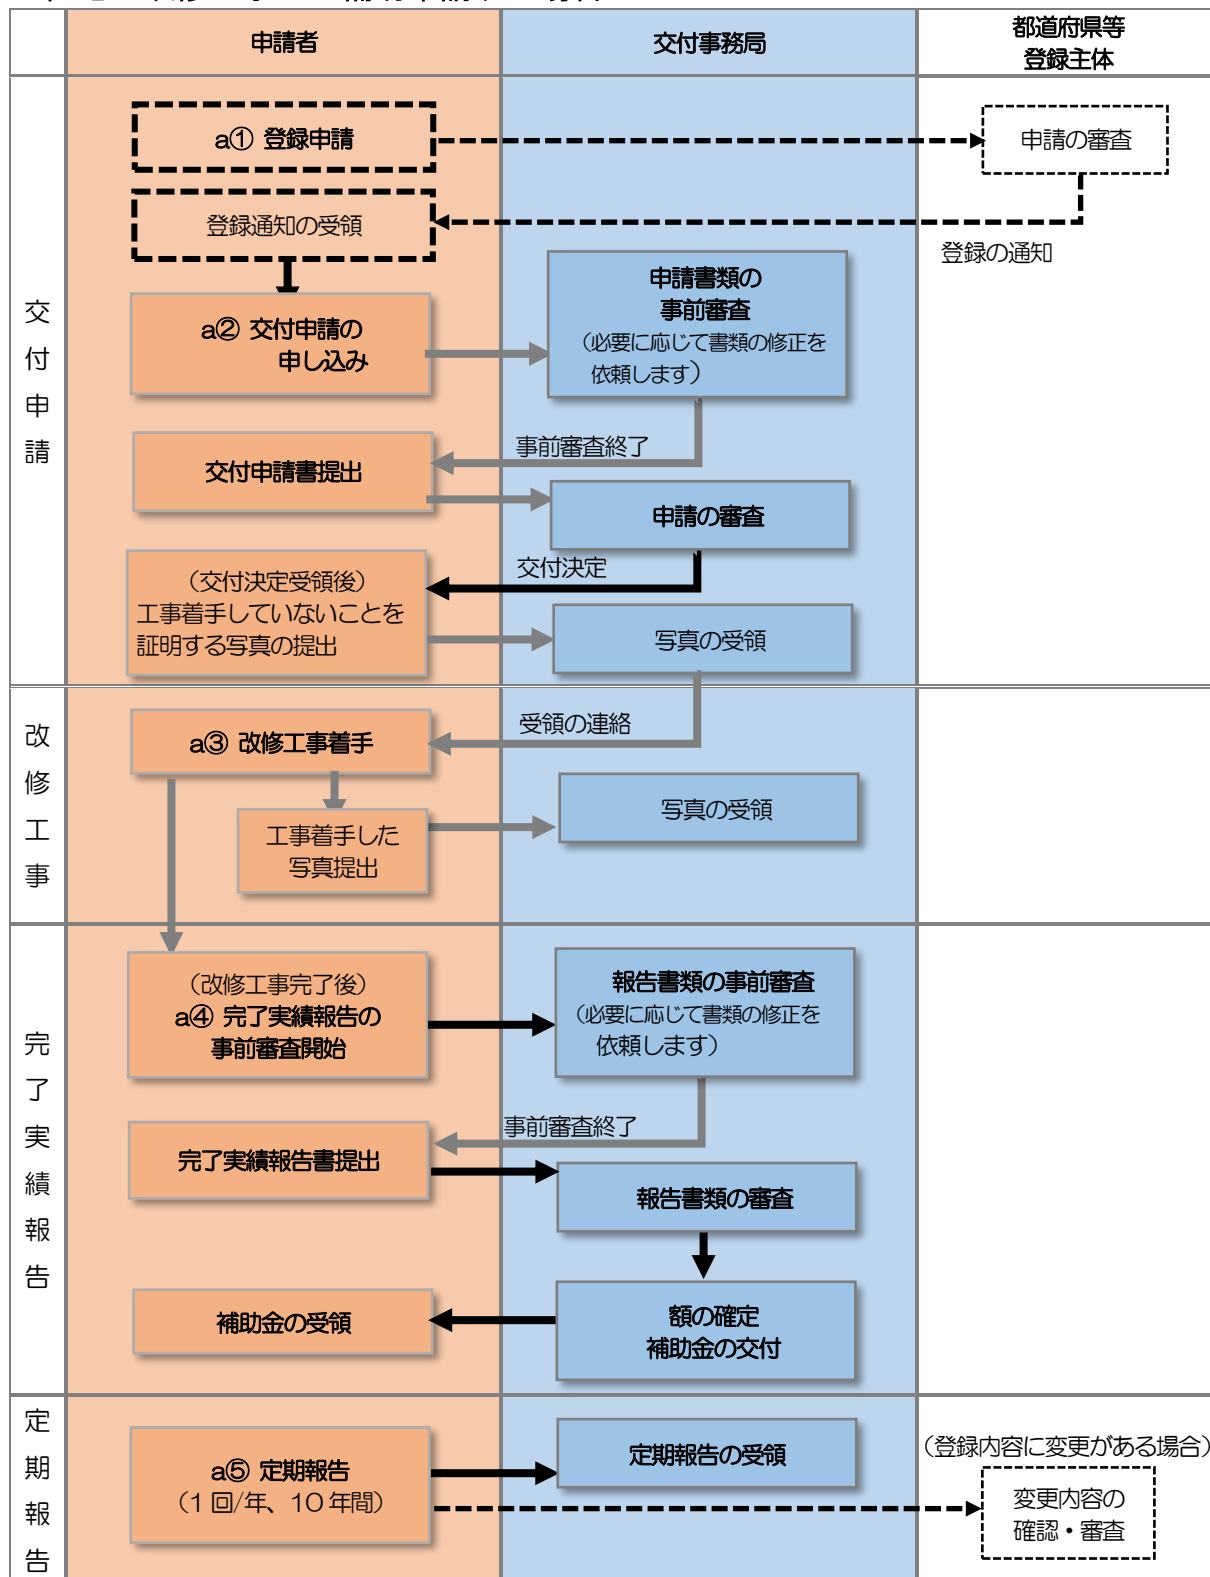 申請者
交付事務局
都道府県等
登録主体
交付申請
a① 登録申請
申請の審査
登録通知の受領
登録の通知
a② 交付申請の
申し込み
申請書類の
事前審査
（必要に応じて書類の修正を
依頼します）
事前審査終了
交付申請書提出
申請の審査
交付決定
（交付決定受領後）
工事着手していないことを
証明する写真の提出
写真の受領
改修工事
受領の連絡
a③ 改修工事着手
工事着手した
写真提出
写真の受領
完了実績報告
（改修工事完了後）
a④ 完了実績報告の
事前審査開始
報告書類の事前審査
（必要に応じて書類の修正を
依頼します）
事前審査終了
完了実績報告書提出
報告書類の審査
補助金の受領
額の確定
補助金の交付
定期報告
a⑤ 定期報告
（1 回/年、10 年間）
定期報告の受領
（登録内容に変更がある場合）
変更内容の
確認・審査